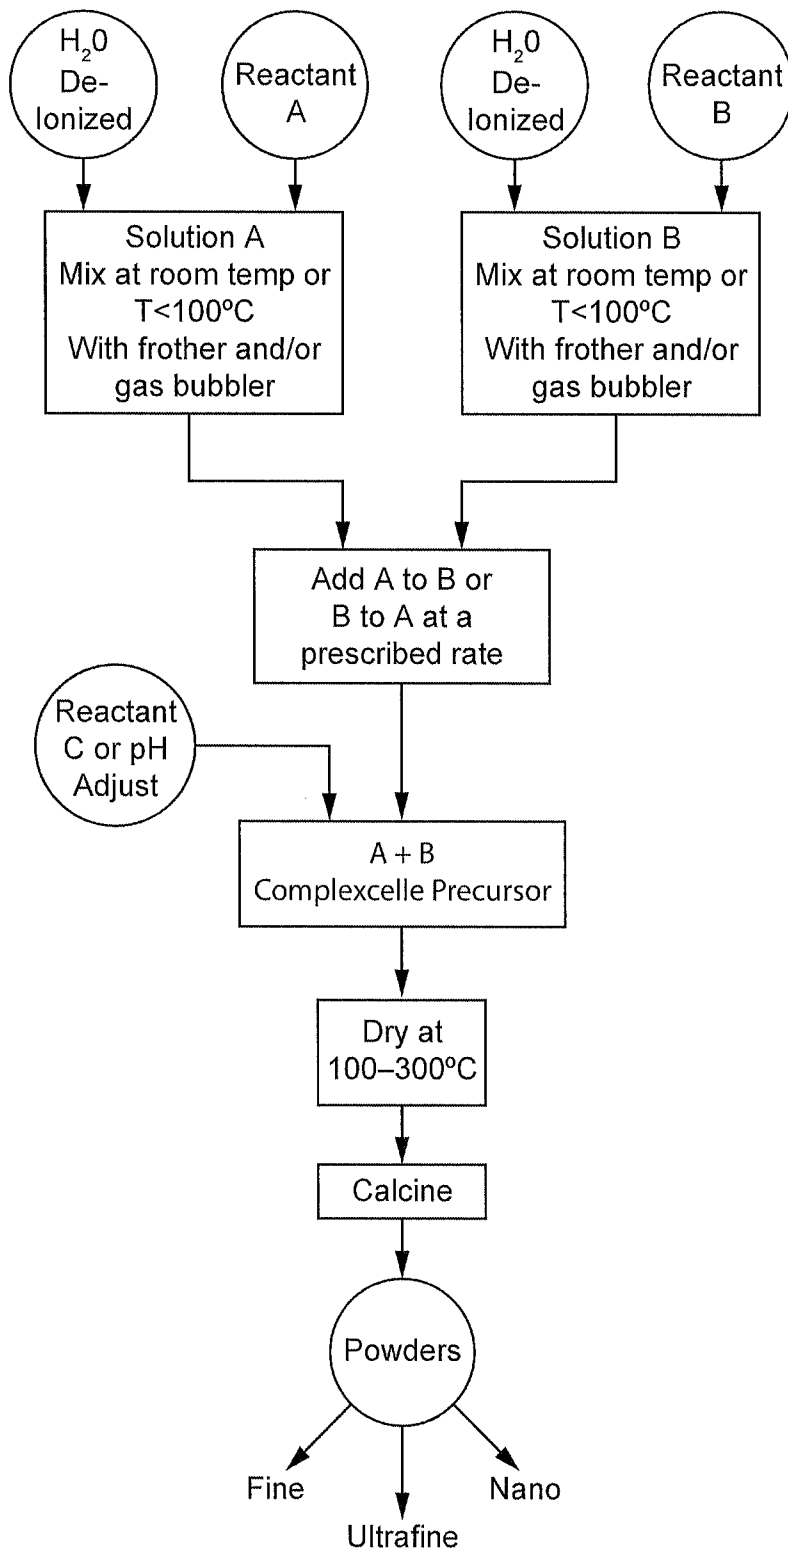 H₂0
De-
Ionized
Reactant
A
H₂0
De-
Ionized
Reactant
B
Solution A
Mix at room temp or
T<100ºC
With frother and/or
gas bubbler
Solution B
Mix at room temp or
T<100ºC
With frother and/or
gas bubbler
Add A to B or
B to A at a
prescribed rate
Reactant
C or pH
Adjust
A + B
Complexcelle Precursor
Dry at
100–300ºC
Calcine
Powders
Fine
Nano
Ultrafine